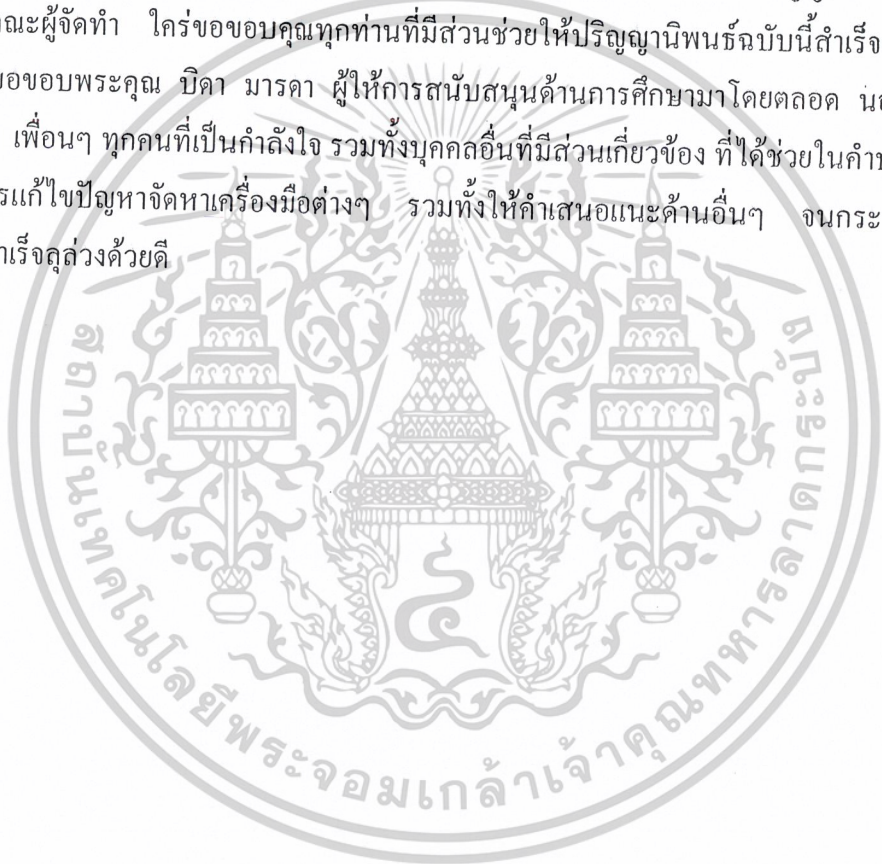 ณะผู้จัดทำ ใคร่ขอขอบคุณทุกท่านที่มีส่วนช่วยให้ปริญญานิพนธ์ฉบับนี้สำเร็จ
ขอขอบพระคุณ บิดา มารดา ผู้ให้การสนับสนุนด้านการศึกษามาโดยตลอด
เพื่อนๆ ทุกคนที่เป็นกำลังใจ รวมทั้งบุคคลอื่นที่มีส่วนเกี่ยวข้อง ที่ได้ช่วยในคำ
รแก้ไขปัญหาจัดหาเครื่องมือต่างๆ รวมทั้งให้คำเสนอแนะด้านอื่นๆ จนกระ
าเร็จลุล่วงด้วยดี
สถาบันเทคโนโลยีพระจอมเกล้าเจ้าคุณทหารลาดกระบัง
๔